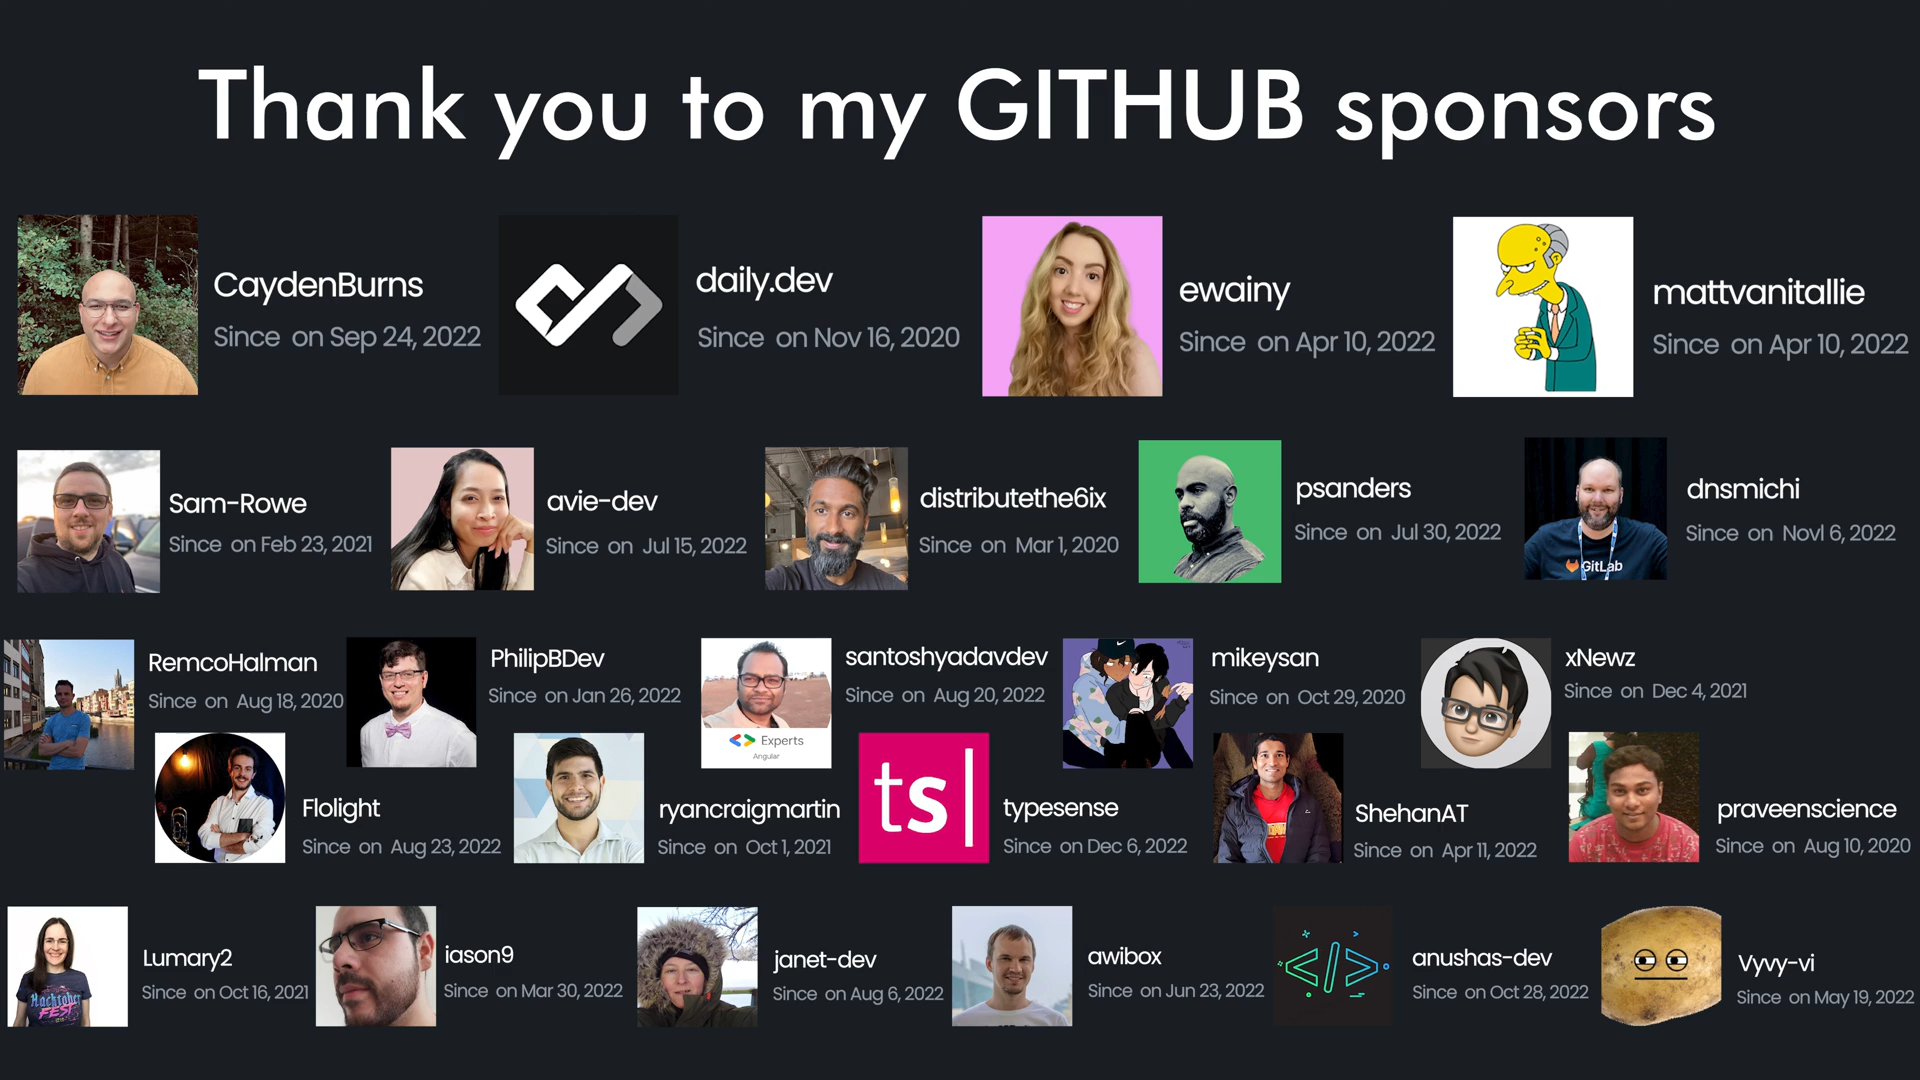 Thank you to my GITHUB sponsors
CaydenBurns
Since on Sep 24, 2022
daily.dev
Since on Nov 16, 2020
ewainy
Since on Apr 10, 2022
mattvanitallie
Since on Apr 10, 2022
Sam-Rowe
Since on Feb 23, 2021
avie-dev
Since on Jul 15, 2022
distributethe6ix
Since on Mar 1, 2020
psanders
Since on Jul 30, 2022
GitLab
dnsmichi
Since on Novl 6, 2022
RemcoHalman
Since on Aug 18, 2020
PhilipBDev
Since on Jan 26, 2022
Experts
Angular
santoshyadavdev
Since on Aug 20, 2022
mikeysan
Since on Oct 29, 2020
xNewz
Since on Dec 4, 2021
Flolight
Since on Aug 23, 2022
ryancraigmartin
Since on Oct 1, 2021
ts|
typesense
Since on Dec 6, 2022
ShehanAT
Since on Apr 11, 2022
praveenscience
Since on Aug 10, 2020
Hacktober
FEST
Lumary2
Since on Oct 16, 2021
iason9
Since on Mar 30, 2022
janet-dev
Since on Aug 6, 2022
awibox
Since on Jun 23, 2022
</>
anushas-dev
Since on Oct 28, 2022
Vyvy-vi
Since on May 19, 2022